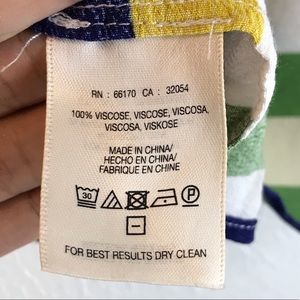 RN : 66170 CA : 32054
100% VISCOSE, VISCOSE, VISCOSA,
VISCOSA, VISKOSE
MADE IN CHINA/
HECHO EN CHINA/
FABRIQUE EN CHINE
30 P
FOR BEST RESULTS DRY CLEAN